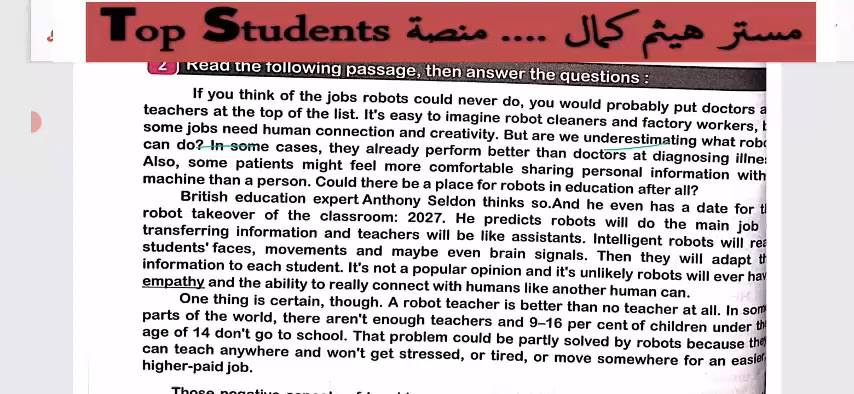 Top Students مستر هيثم كمال .... منصة
2 Read the following passage, then answer the questions :
If you think of the jobs robots could never do, you would probably put doctors a
teachers at the top of the list. It's easy to imagine robot cleaners and factory workers,
some jobs need human connection and creativity. But are we underestimating what rob
can do? In some cases, they already perform better than doctors at diagnosing illne
Also, some patients might feel more comfortable sharing personal information with
machine than a person. Could there be a place for robots in education after all?
British education expert Anthony Seldon thinks so.And he even has a date for t
robot takeover of the classroom: 2027. He predicts robots will do the main job
transferring information and teachers will be like assistants. Intelligent robots will rea
students' faces, movements and maybe even brain signals. Then they will adapt th
information to each student. It's not a popular opinion and it's unlikely robots will ever hav
empathy and the ability to really connect with humans like another human can.
One thing is certain, though. A robot teacher is better than no teacher at all. In som
parts of the world, there aren't enough teachers and 9–16 per cent of children under th
age of 14 don't go to school. That problem could be partly solved by robots because they
can teach anywhere and won't get stressed, or tired, or move somewhere for an easier,
higher-paid job.